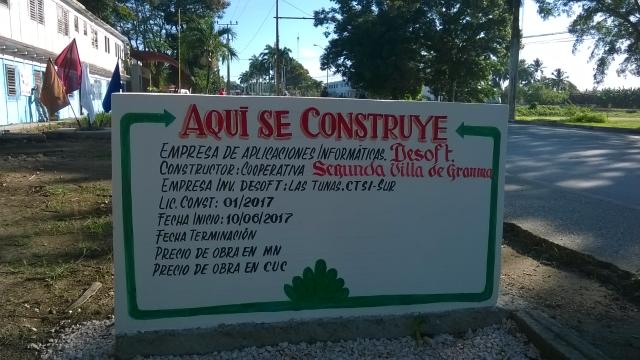 AQUÍ SE CONSTRUYE
EMPRESA DE APLICACIONES INFORMÁTICAS. Desoft.
CONSTRUCTOR: COOPERATIVA Segunda Villa de Granma
EMPRESA INV. DESOFT: LAS TUNAS. CTSI-SUR
LIC. CONST: 01/2017
FECHA INICIO: 10/06/2017
FECHA TERMINACIÓN
PRECIO DE OBRA EN MN
PRECIO DE OBRA EN CUC